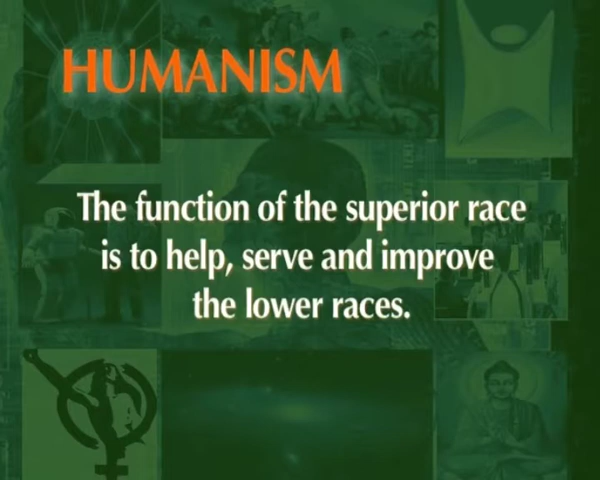 HUMANISM
The function of the superior race
is to help, serve and improve
the lower races.